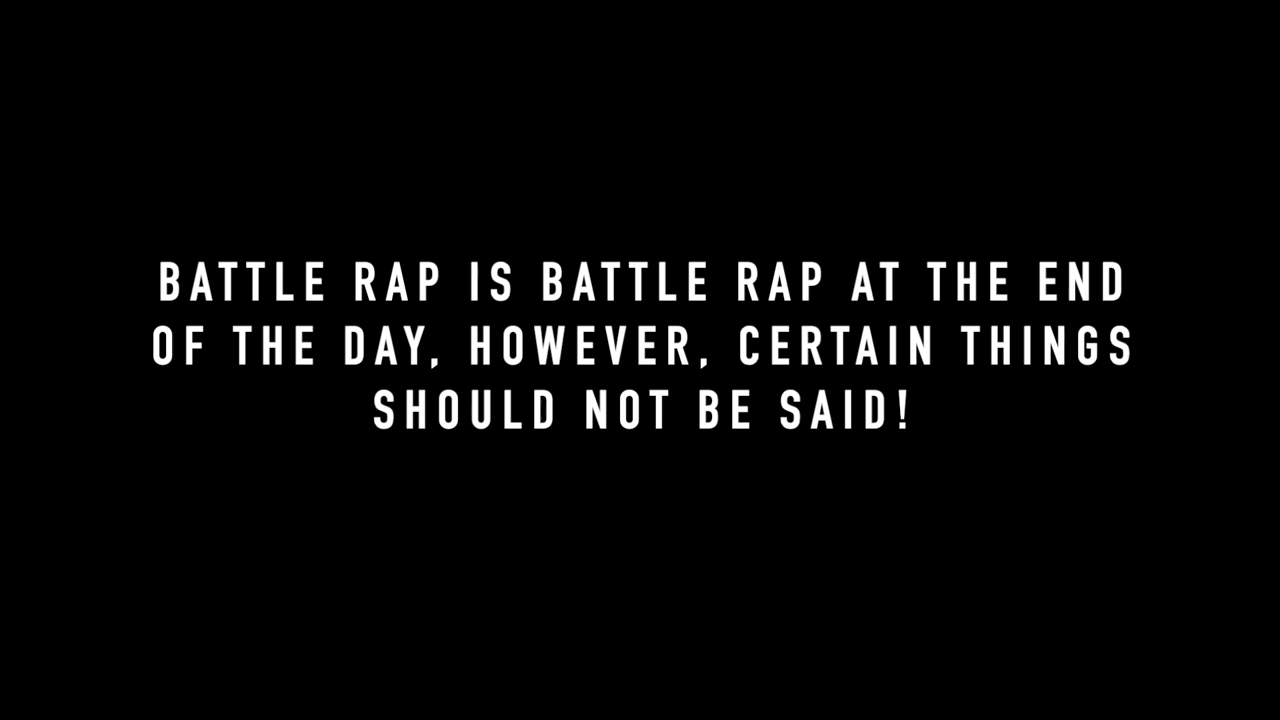 BATTLE RAP IS BATTLE RAP AT THE END
OF THE DAY, HOWEVER, CERTAIN THINGS
SHOULD NOT BE SAID!